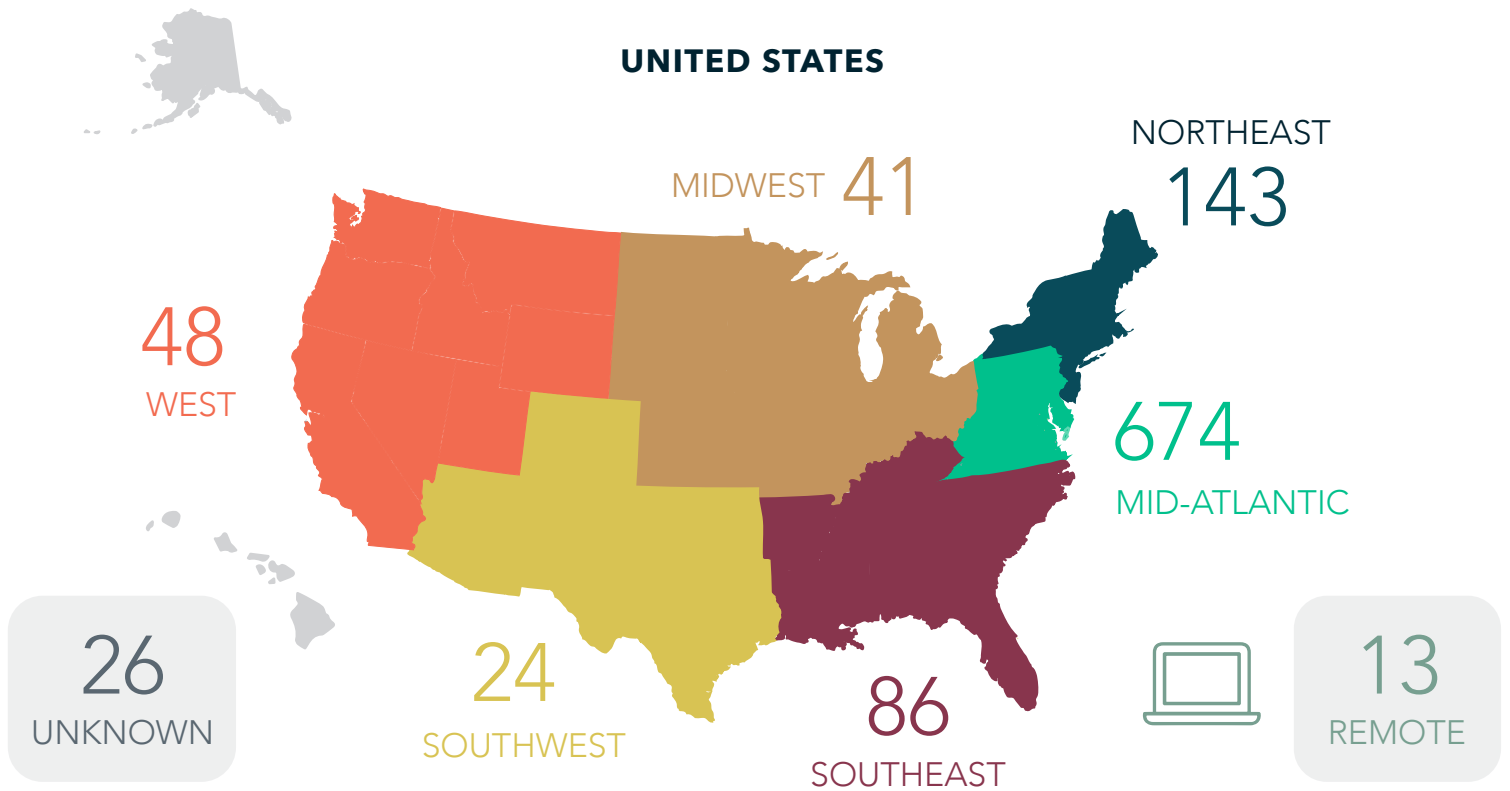 UNITED STATES
NORTHEAST
143
MIDWEST 41
48
WEST
674
MID-ATLANTIC
26
UNKNOWN
24
SOUTHWEST
86
SOUTHEAST
13
REMOTE